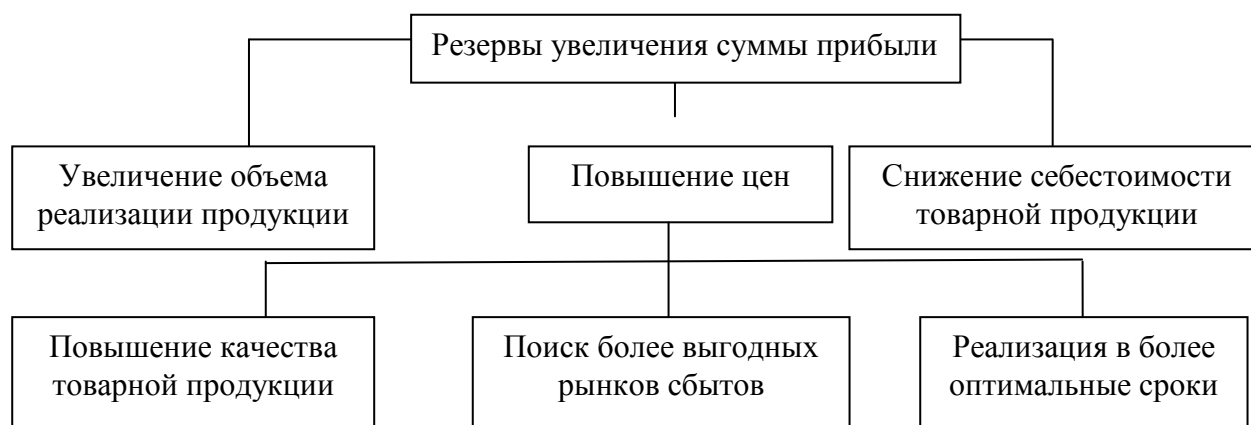 Резервы увеличения суммы прибыли
Увеличение объема
реализации продукции
Повышение цен
Снижение себестоимости
товарной продукции
Повышение качества
товарной продукции
Поиск более выгодных
рынков сбытов
Реализация в более
оптимальные сроки